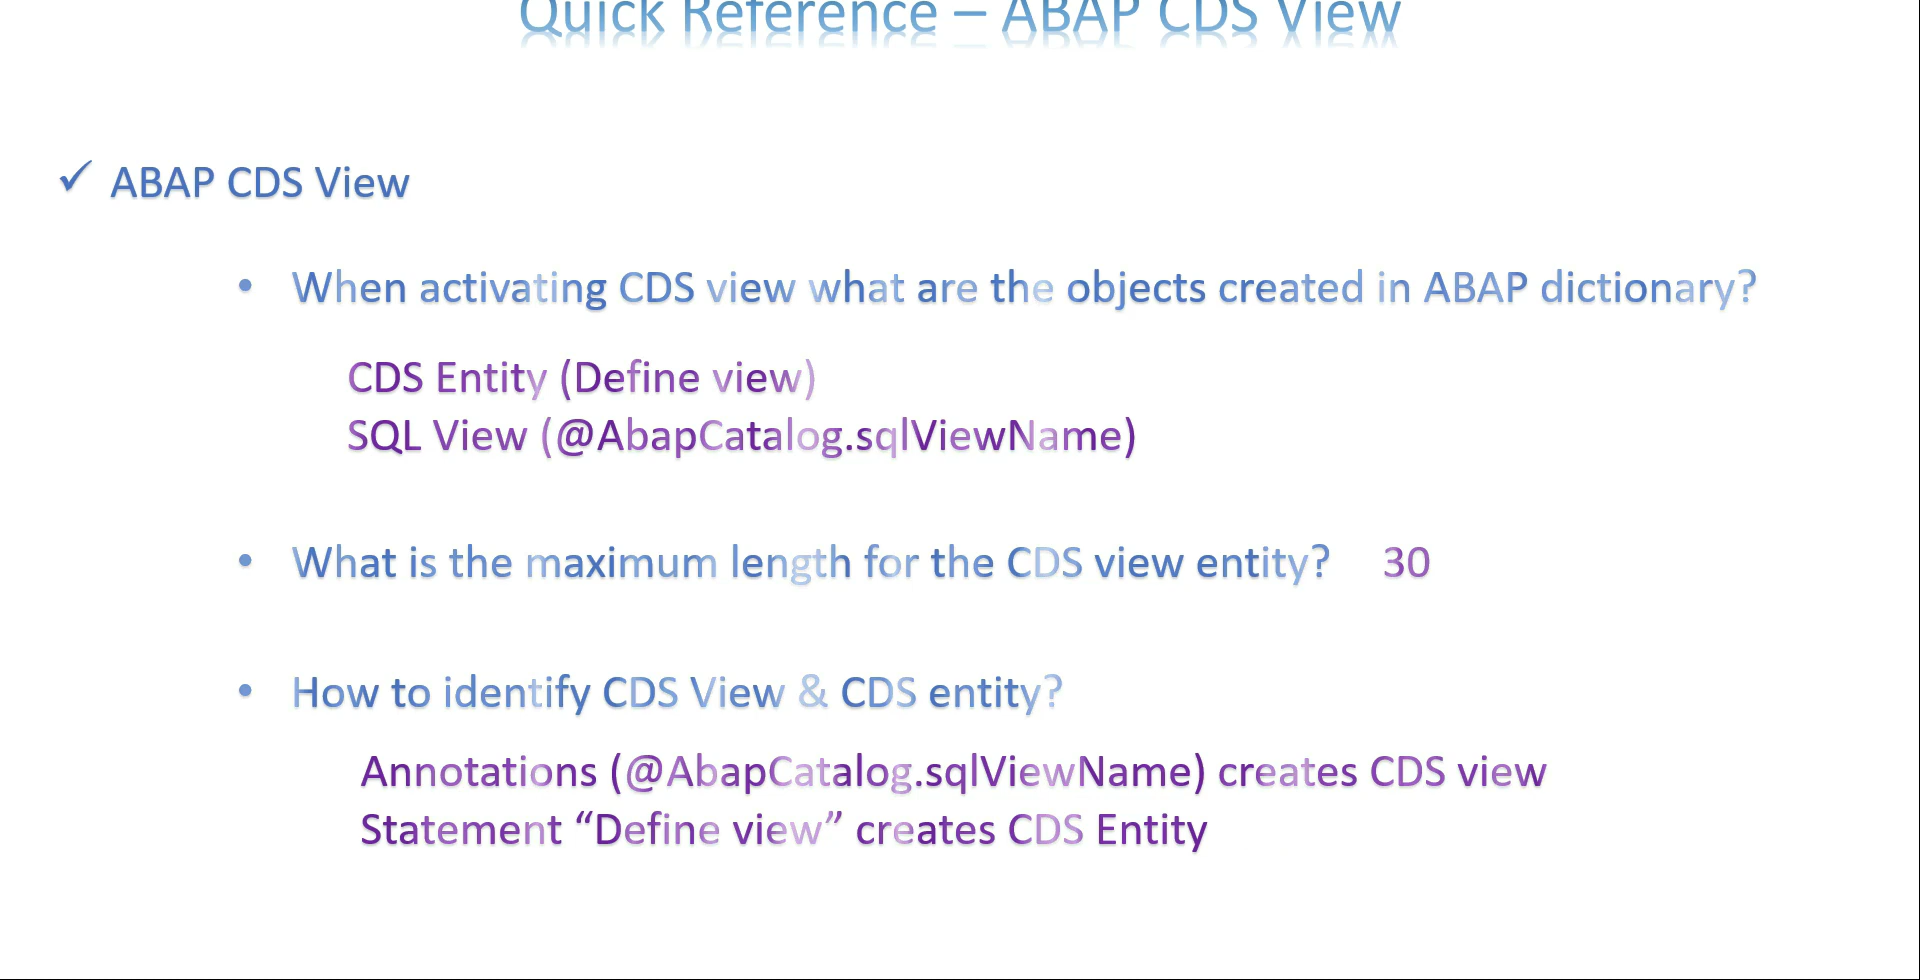 Quick Reference – ABAP CDS View
✓ ABAP CDS View
• When activating CDS view what are the objects created in ABAP dictionary?
CDS Entity (Define view)
SQL View (@AbapCatalog.sqlViewName)
• What is the maximum length for the CDS view entity? 30
• How to identify CDS View & CDS entity?
Annotations (@AbapCatalog.sqlViewName) creates CDS view
Statement “Define view” creates CDS Entity